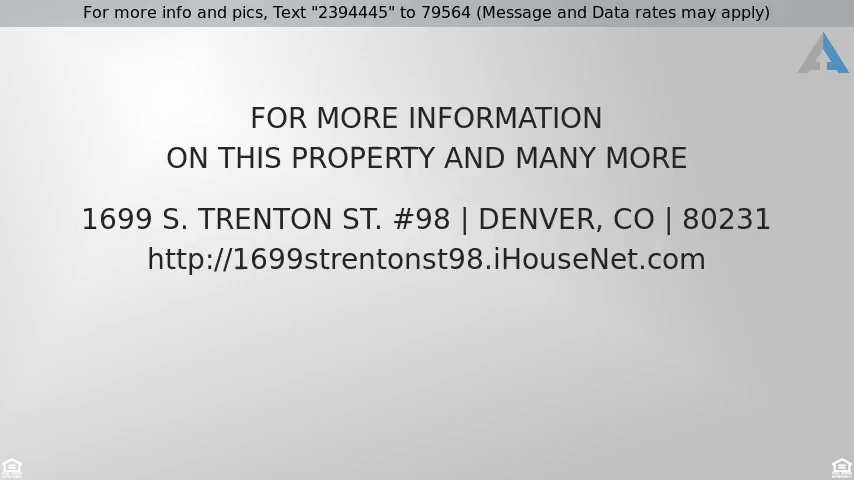 For more info and pics, Text "2394445" to 79564 (Message and Data rates may apply)
FOR MORE INFORMATION
ON THIS PROPERTY AND MANY MORE
1699 S. TRENTON ST. #98 | DENVER, CO | 80231
http://1699strentonst98.iHouseNet.com